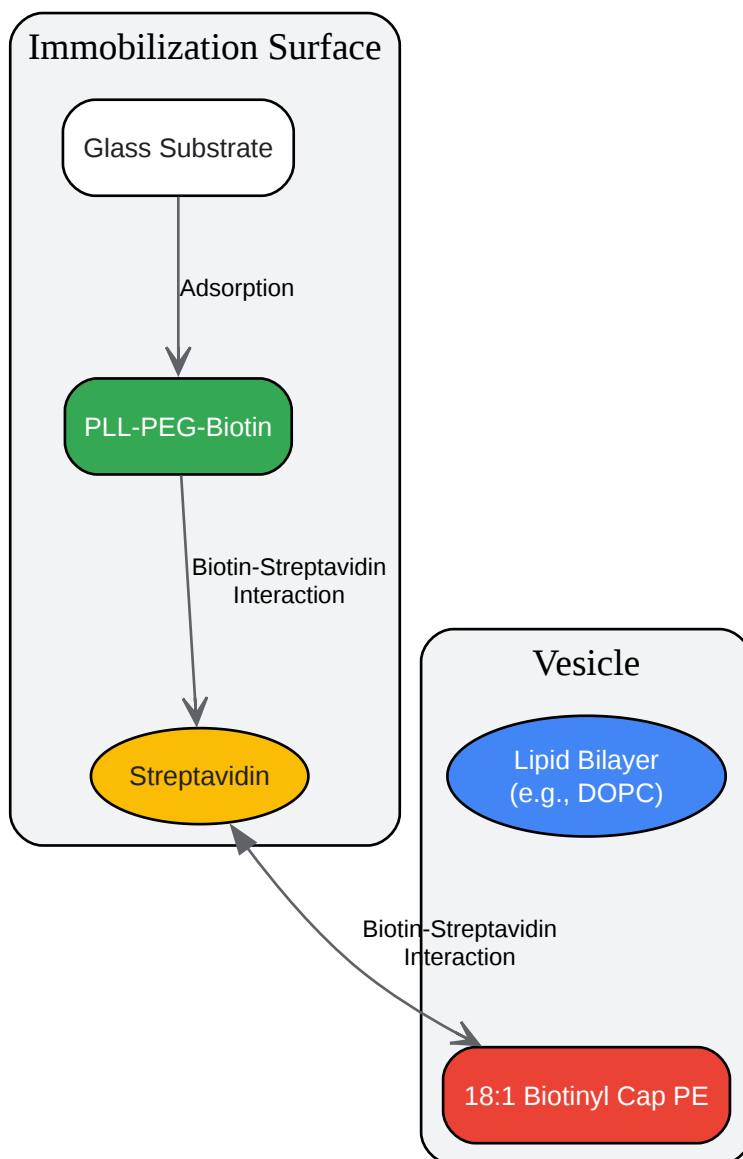 Immobilization Surface
Glass Substrate
Adsorption
PLL-PEG-Biotin
Biotin-Streptavidin
Interaction
Streptavidin
Vesicle
Lipid Bilayer
(e.g., DOPC)
Biotin-Streptavidin
Interaction
18:1 Biotinyl Cap PE